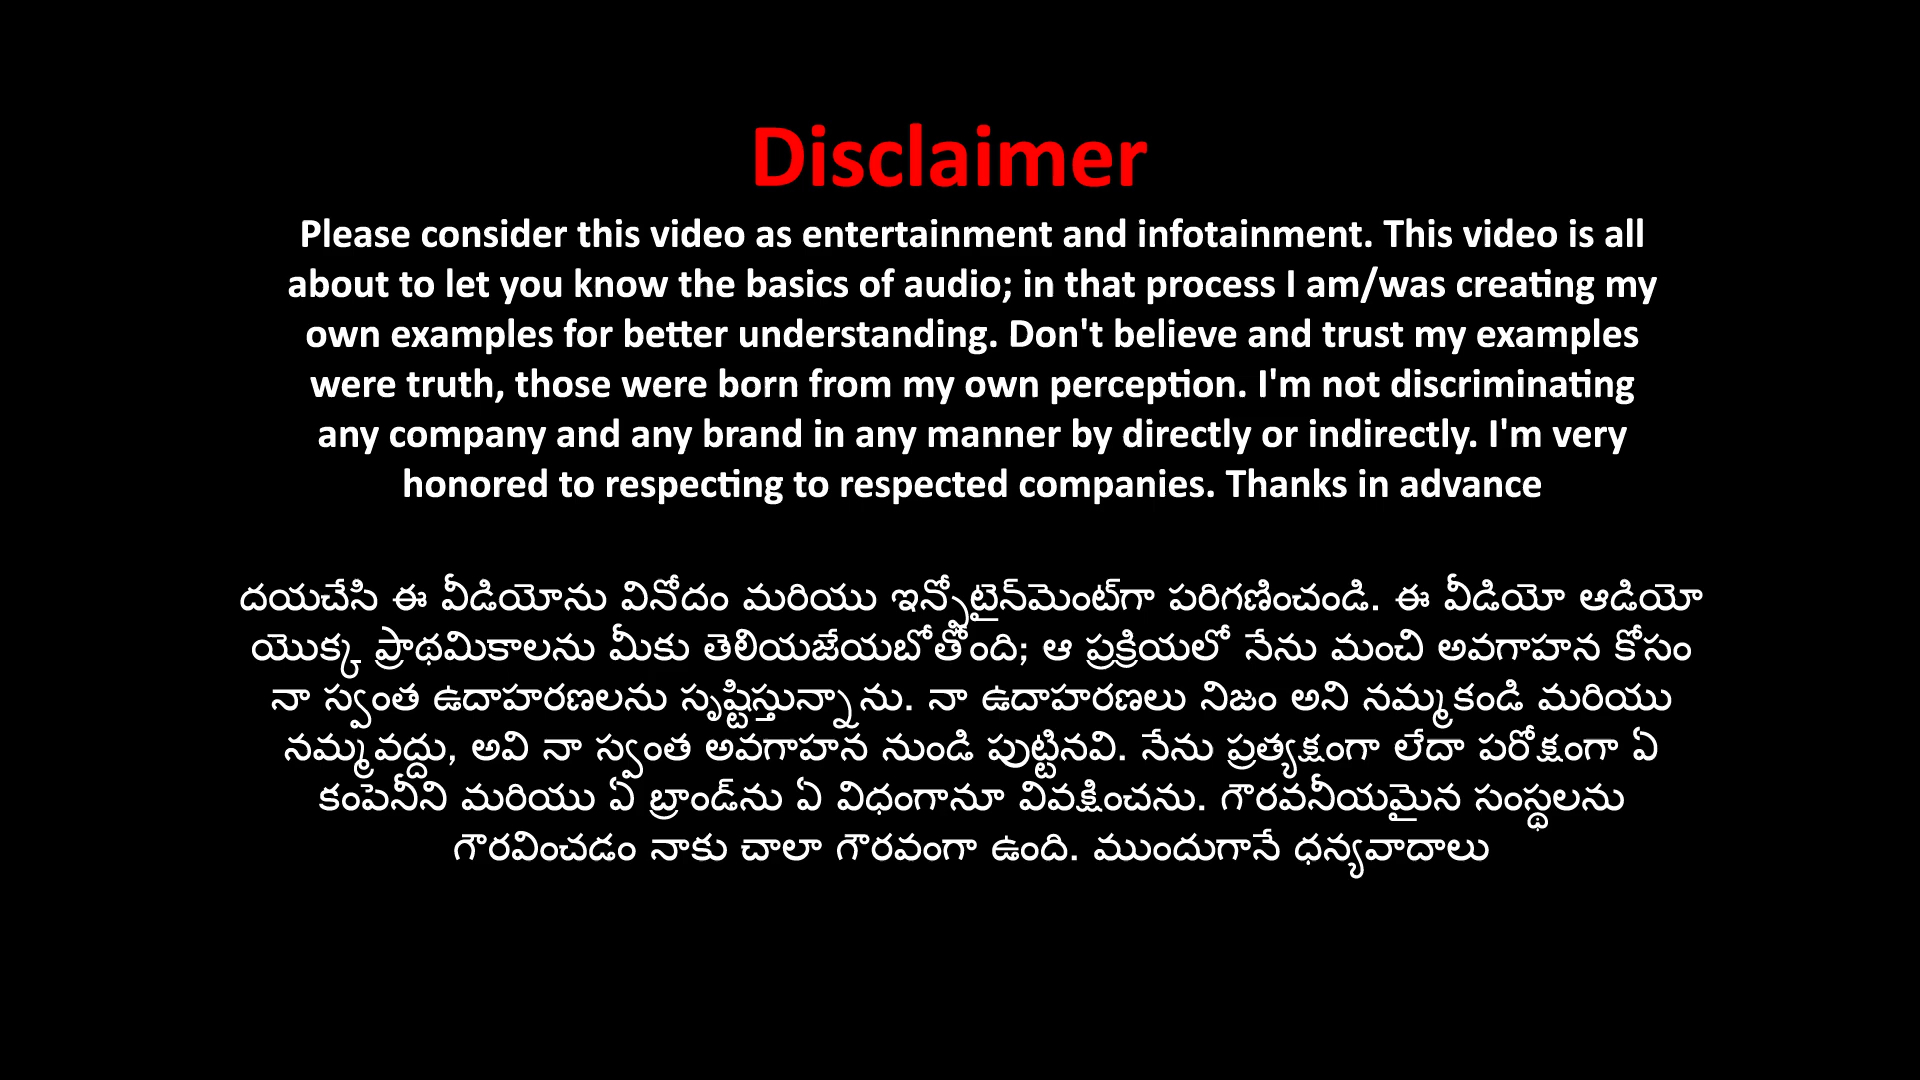 Disclaimer
Please consider this video as entertainment and infotainment. This video is all
about to let you know the basics of audio; in that process I am/was creating my
own examples for better understanding. Don't believe and trust my examples
were truth, those were born from my own perception. I'm not discriminating
any company and any brand in any manner by directly or indirectly. I'm very
honored to respecting to respected companies. Thanks in advance
దయచేసి ఈ వీడియోను వినోదం మరియు ఇన్ఫోటైన్‌మెంట్‌గా పరిగణించండి. ఈ వీడియో ఆడియో
యొక్క ప్రాథమికాలను మీకు తెలియజేయబోతోంది; ఆ ప్రక్రియలో నేను మంచి అవగాహన కోసం
నా స్వంత ఉదాహరణలను సృష్టిస్తున్నాను. నా ఉదాహరణలు నిజం అని నమ్మకండి మరియు
నమ్మవద్దు, అవి నా స్వంత అవగాహన నుండి పుట్టినవి. నేను ప్రత్యక్షంగా లేదా పరోక్షంగా ఏ
కంపెనీని మరియు ఏ బ్రాండ్‌ను ఏ విధంగానూ వివక్షించను. గౌరవనీయమైన సంస్థలను
గౌరవించడం నాకు చాలా గౌరవంగా ఉంది. ముందుగానే ధన్యవాదాలు